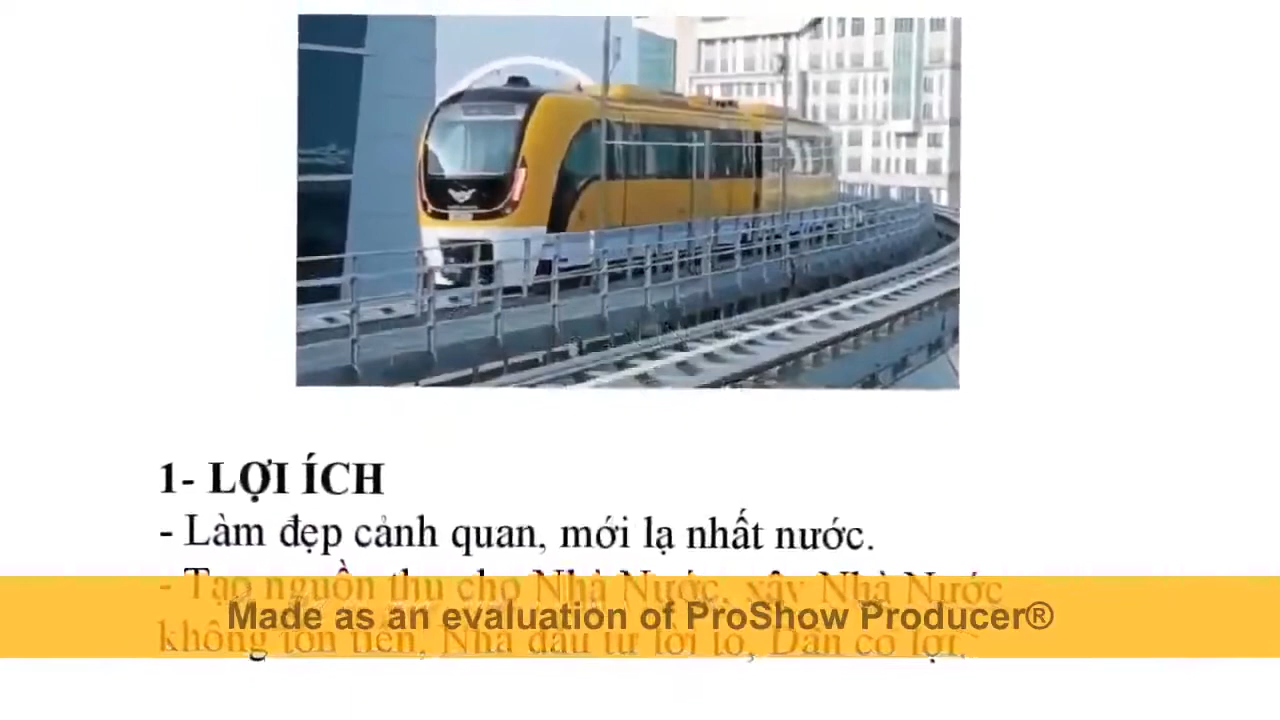 1- LỢI ÍCH
- Làm đẹp cảnh quan, mới lạ nhất nước.
- Tạo nguồn thu cho Nhà Nước, xây Nhà Nước
Made as an evaluation of ProShow Producer®
không tốn tiền, Nhà đầu tư lời to, Dân có lợi.